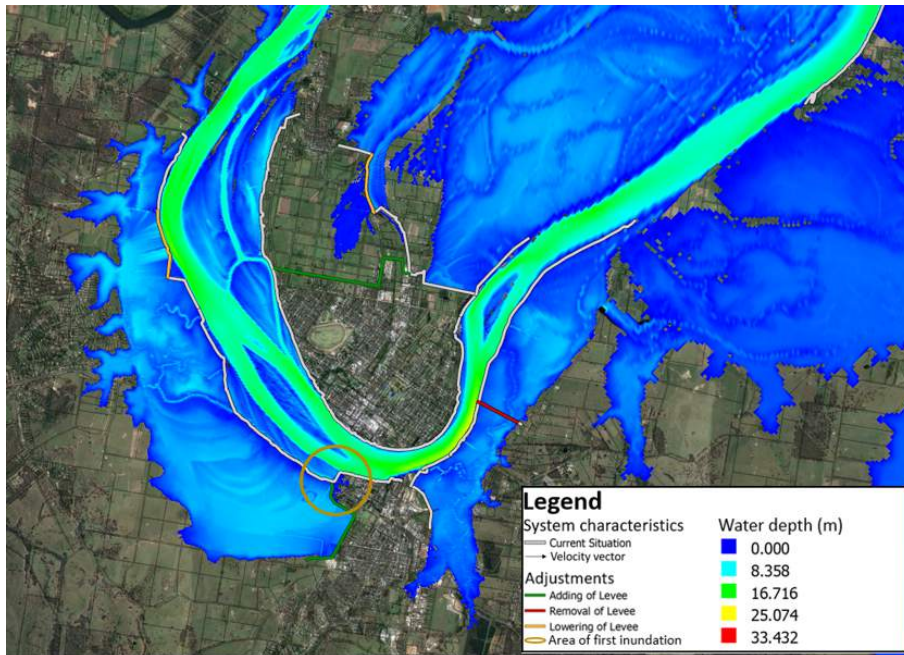 Legend
System characteristics
Current Situation
Velocity vector
Adjustments
Adding of Levee
Removal of Levee
Lowering of Levee
Area of first inundation
Water depth (m)
0.000
8.358
16.716
25.074
33.432